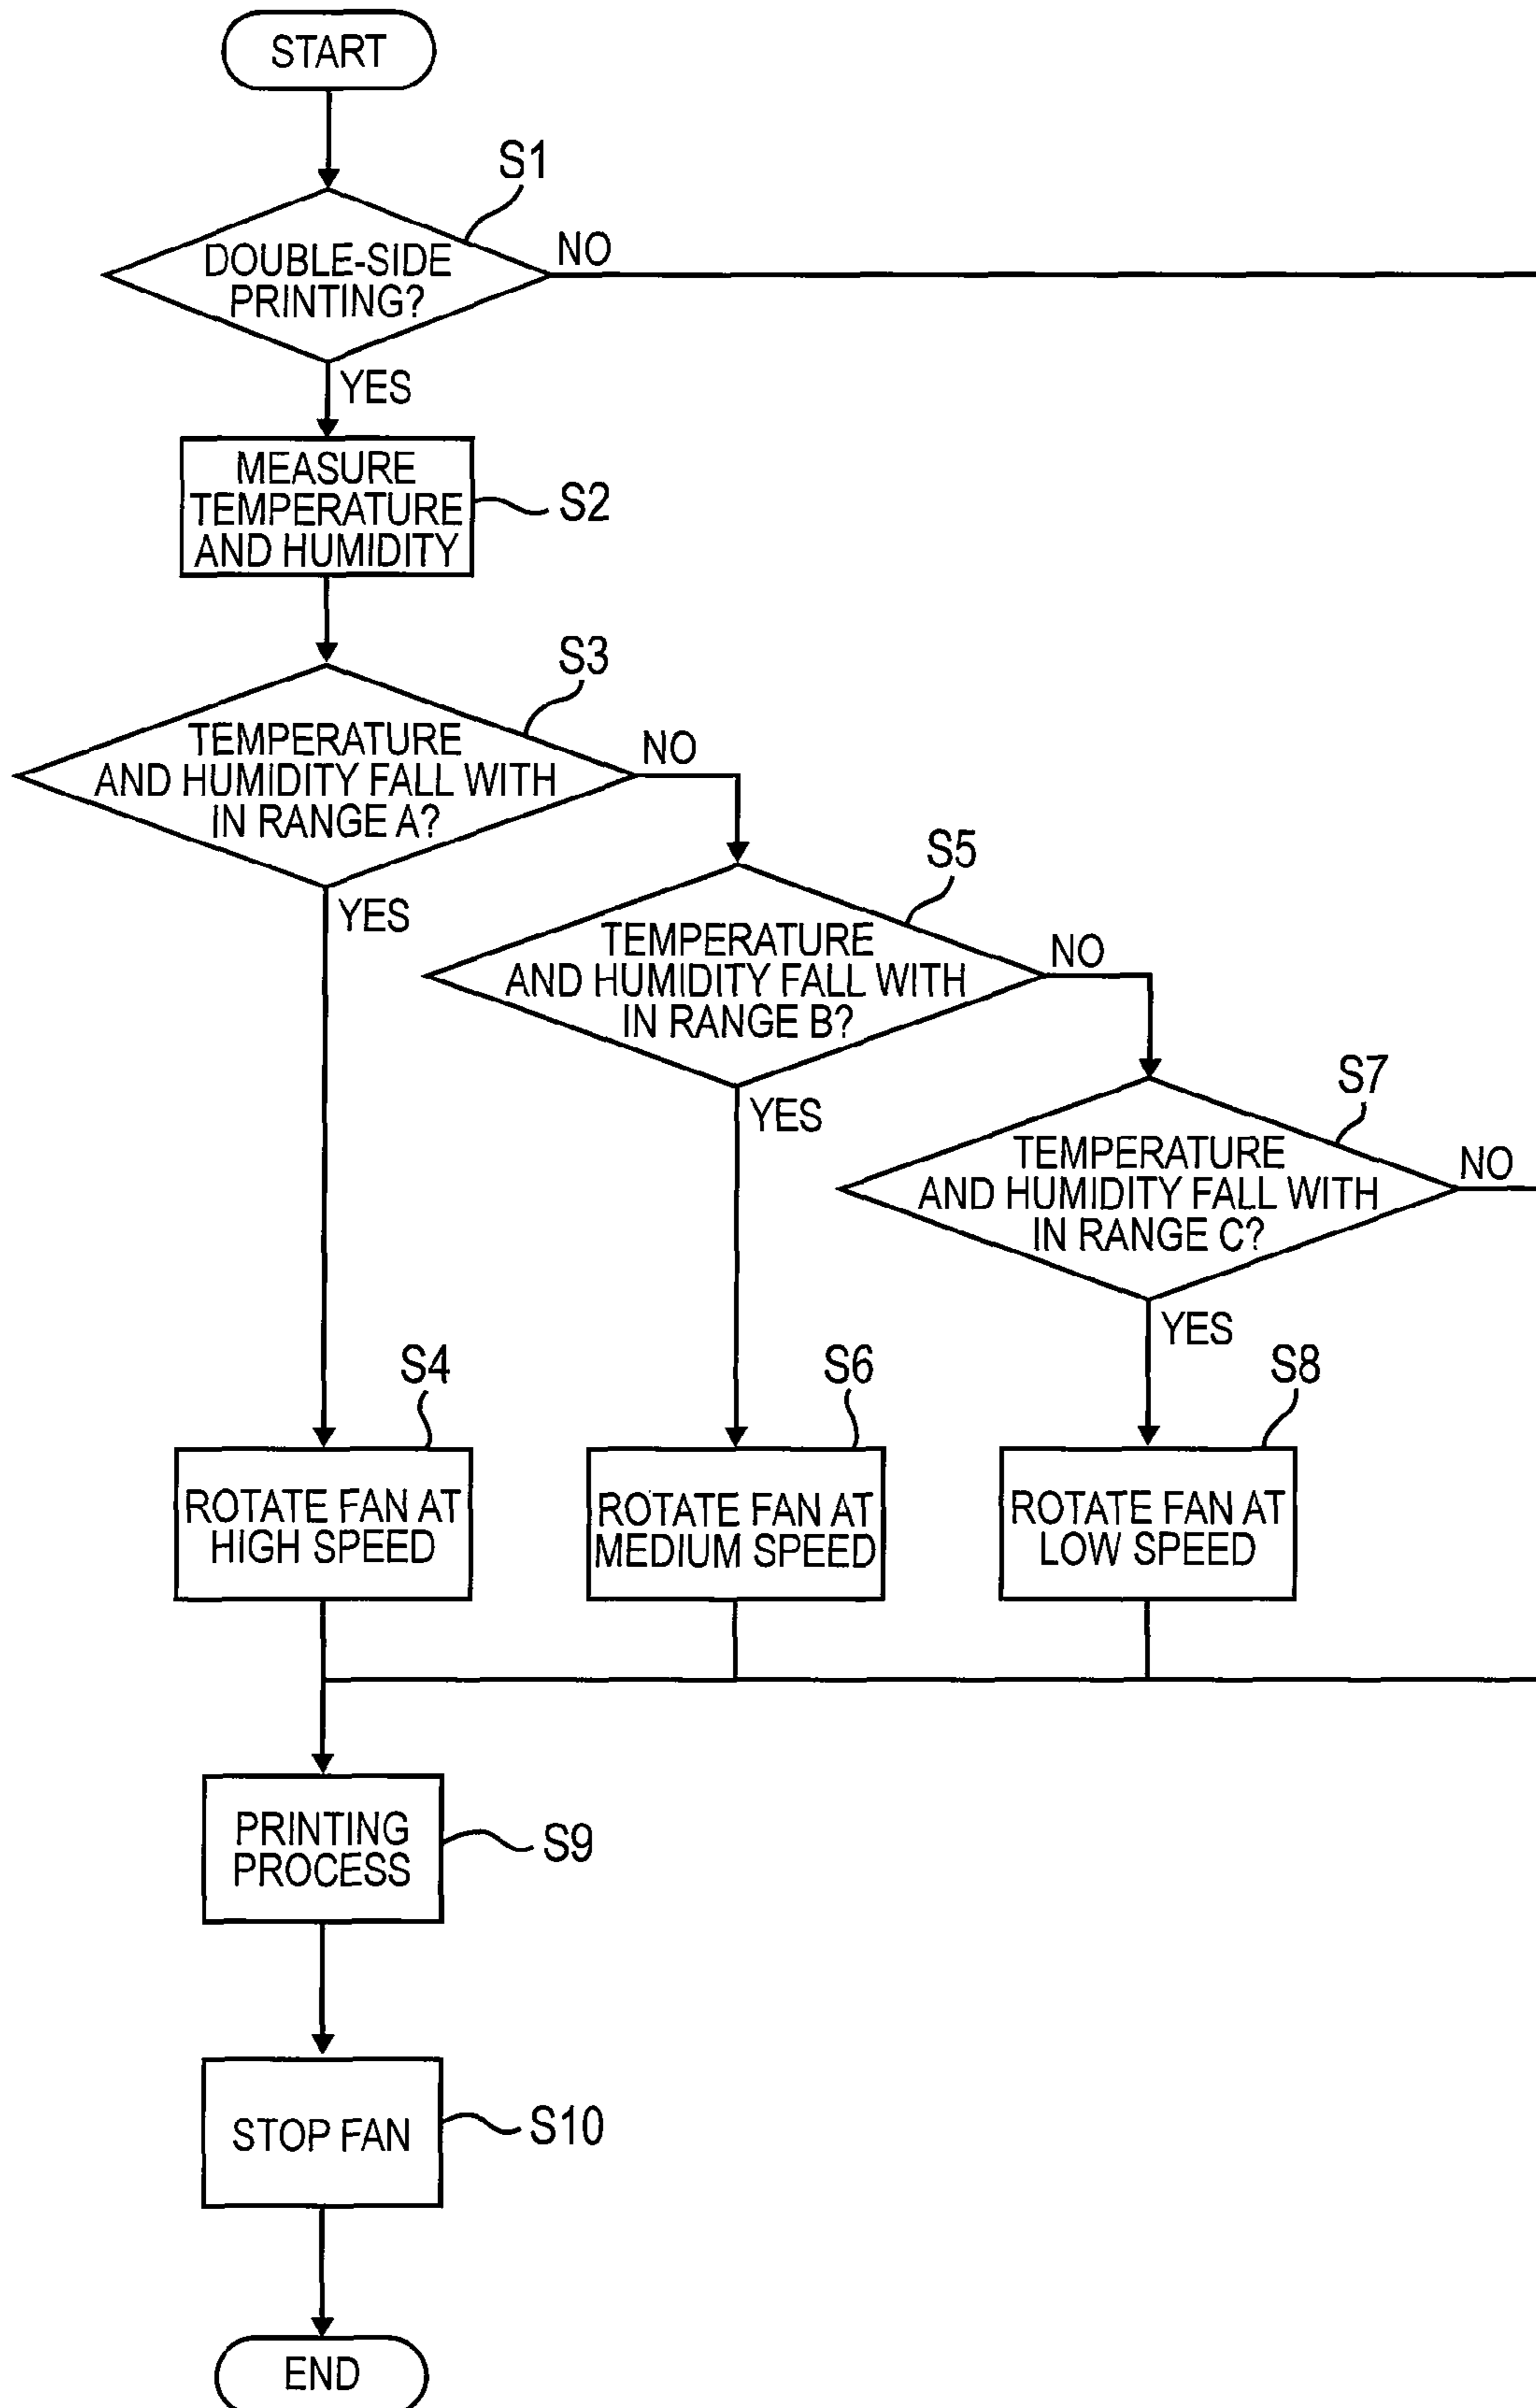 START
S1
DOUBLE-SIDE
PRINTING?
NO
YES
MEASURE
TEMPERATURE
AND HUMIDITY
S2
S3
TEMPERATURE
AND HUMIDITY FALL WITH
IN RANGE A?
NO
YES
S5
TEMPERATURE
AND HUMIDITY FALL WITH
IN RANGE B?
NO
YES
S7
TEMPERATURE
AND HUMIDITY FALL WITH
IN RANGE C?
NO
YES
S4
ROTATE FAN AT
HIGH SPEED
S6
ROTATE FAN AT
MEDIUM SPEED
S8
ROTATE FAN AT
LOW SPEED
PRINTING
PROCESS
S9
STOP FAN
S10
END